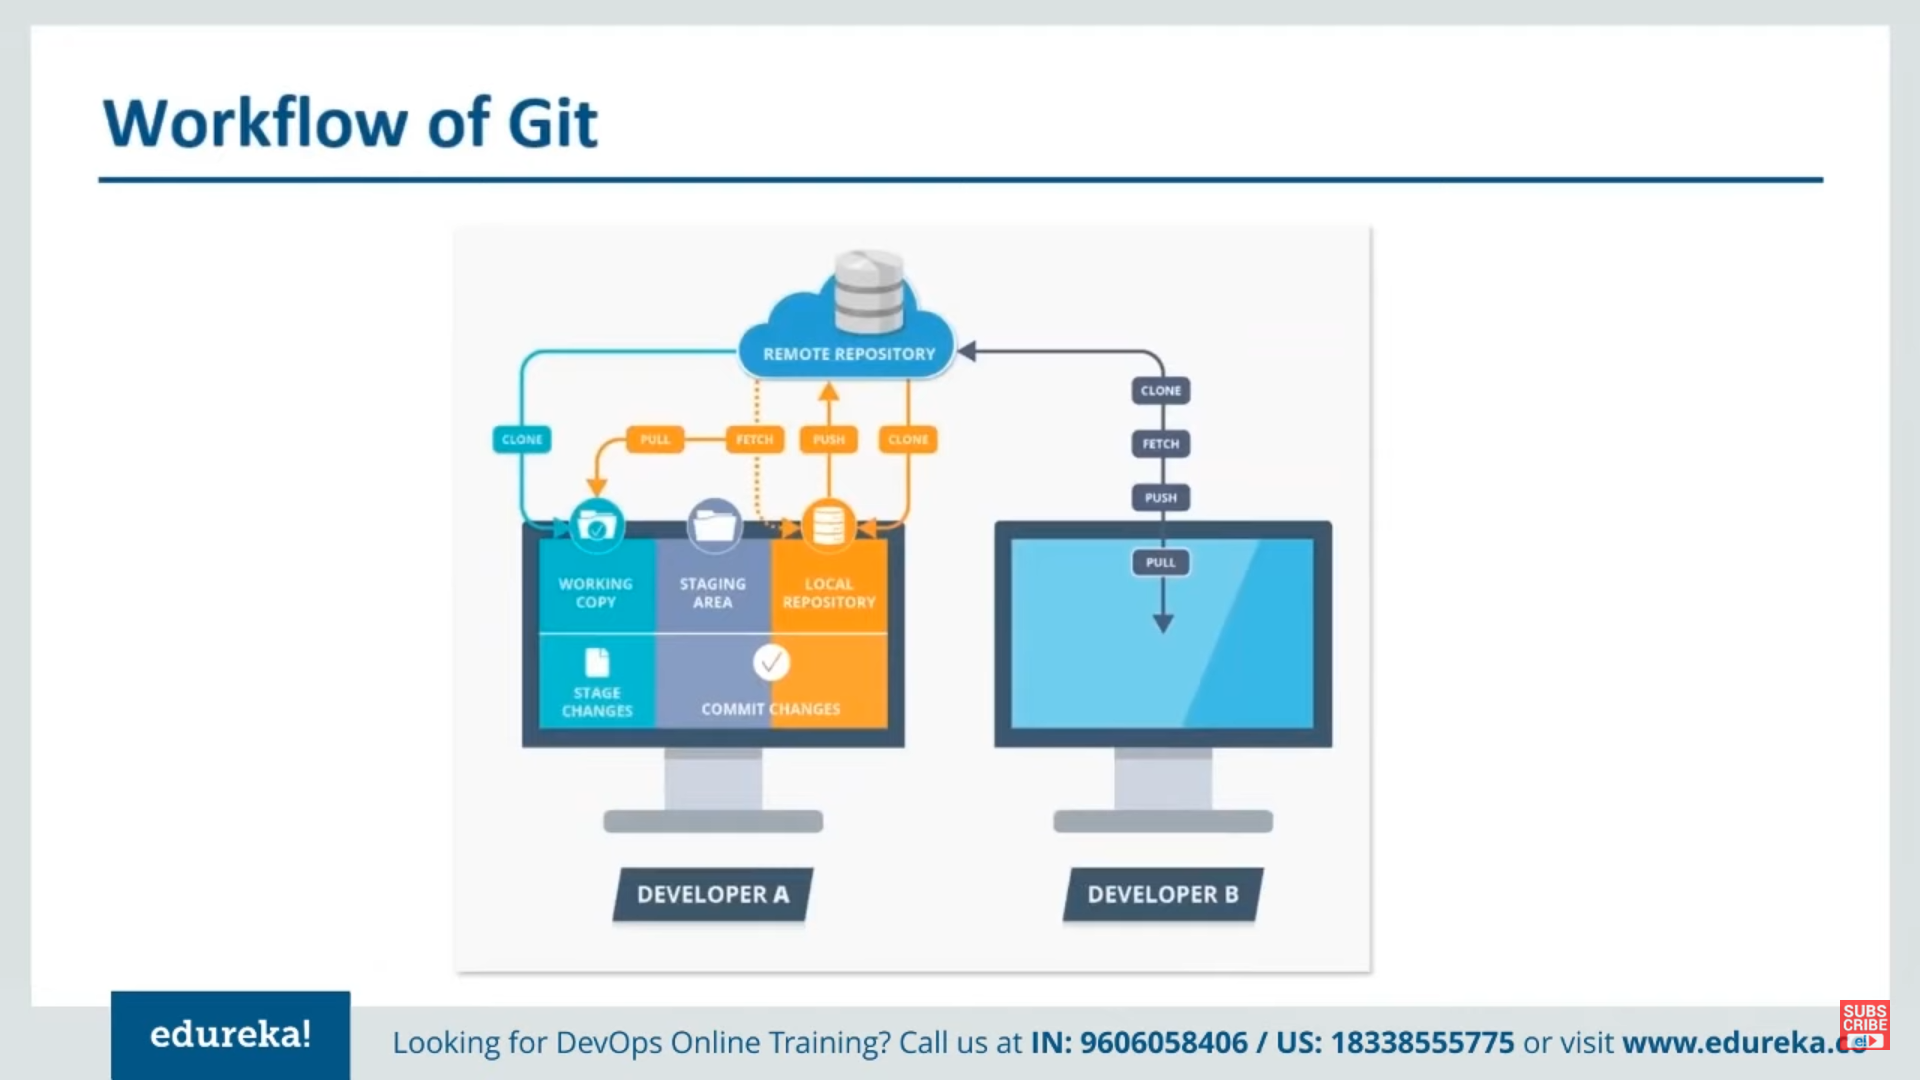 Workflow of Git
REMOTE REPOSITORY
CLONE
PULL
FETCH
PUSH
CLONE
CLONE
FETCH
PUSH
PULL
WORKING
COPY
STAGING
AREA
LOCAL
REPOSITORY
STAGE
CHANGES
COMMIT CHANGES
DEVELOPER A
DEVELOPER B
edureka!
Looking for DevOps Online Training? Call us at IN: 9606058406 / US: 18338555775 or visit www.edureka.co
SUBS
CRIBE
e!